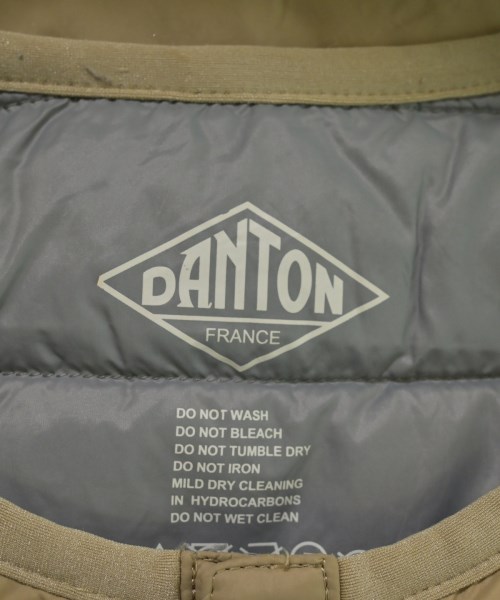 DANTON
FRANCE
DO NOT WASH
DO NOT BLEACH
DO NOT TUMBLE DRY
DO NOT IRON
MILD DRY CLEANING
IN HYDROCARBONS
DO NOT WET CLEAN